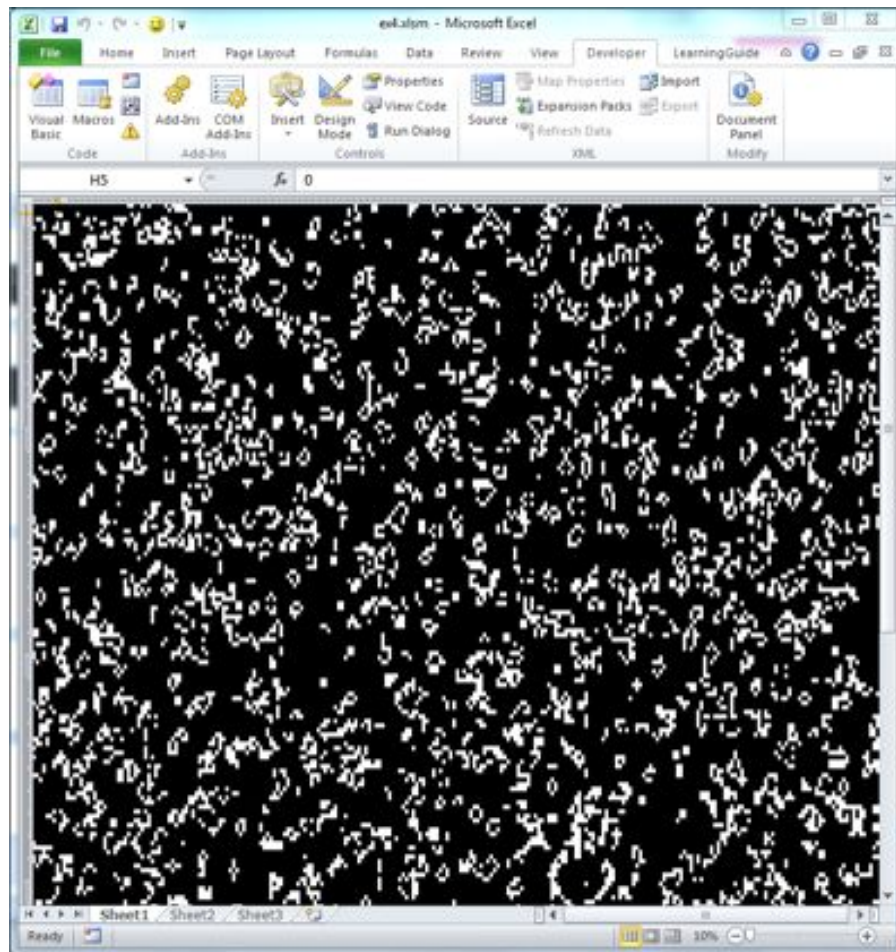 ex4.xlsm - Microsoft Excel
File Home Insert Page Layout Formulas Data Review View Developer LearningGuide
Visual Basic
Macros
Add-Ins
COM Add-Ins
Insert
Design Mode
Properties
View Code
Run Dialog
Source
Map Properties
Expansion Packs
Refresh Data
Import
Export
Document Panel
Code Add-Ins Controls XML Modify
H5 fx 0
Sheet1 Sheet2 Sheet3
Ready 10%